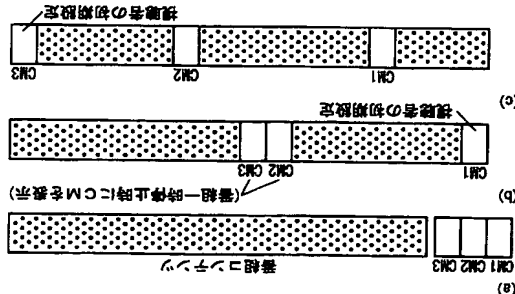 (a)
番組コンテンツ
CM1 CM2 CM3
(b)
(番組一時停止時にCMを表示)
CM1
CM2 CM3
視聴者の初期設定
(c)
CM1
CM2
CM3
視聴者の初期設定